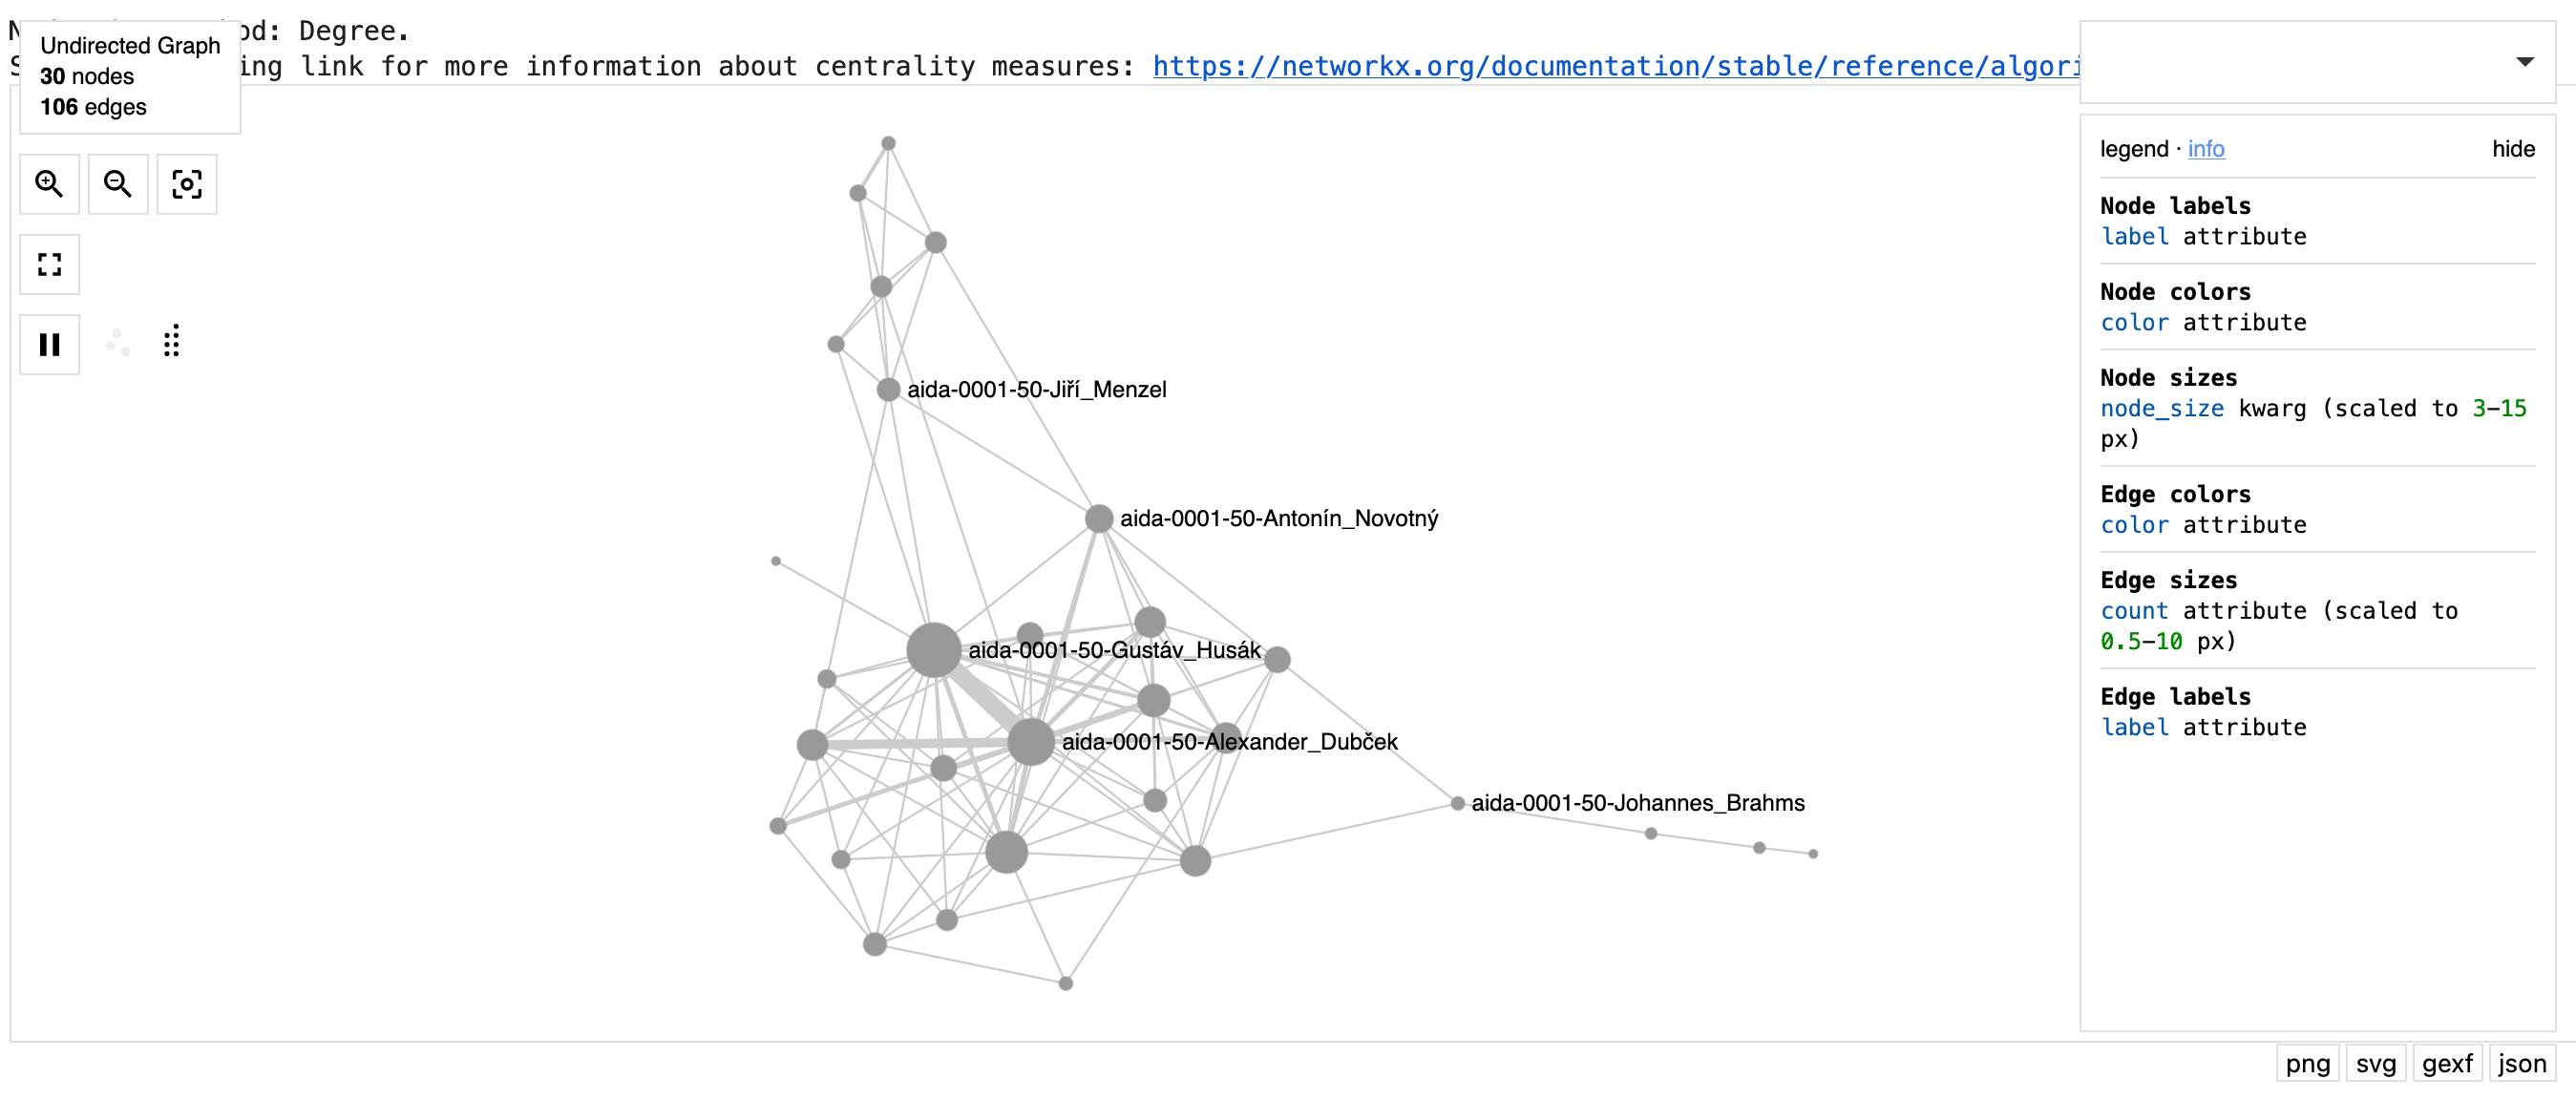 od: Degree.
ing link for more information about centrality measures: https://networkx.org/documentation/stable/reference/algori
Undirected Graph
30 nodes
106 edges
legend · info hide
Node labels
label attribute
Node colors
color attribute
Node sizes
node_size kwarg (scaled to 3-15
px)
Edge colors
color attribute
Edge sizes
count attribute (scaled to
0.5-10 px)
Edge labels
label attribute
aida-0001-50-Jiří_Menzel
aida-0001-50-Antonín_Novotný
aida-0001-50-Gustáv_Husák
aida-0001-50-Alexander_Dubček
aida-0001-50-Johannes_Brahms
png svg gexf json